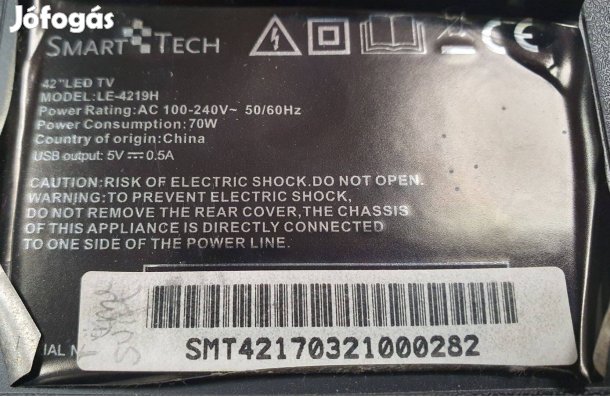 Jófogás
SMART TECH
42"LED TV
MODEL:LE-4219H
Power Rating:AC 100-240V~ 50/60Hz
Power Consumption:70W
Country of origin:China
USB output: 5V⎓0.5A
CAUTION:RISK OF ELECTRIC SHOCK.DO NOT OPEN.
WARNING:TO PREVENT ELECTRIC SHOCK,
DO NOT REMOVE THE REAR COVER,THE CHASSIS
OF THIS APPLIANCE IS DIRECTLY CONNECTED
TO ONE SIDE OF THE POWER LINE.
SMT42170321000282